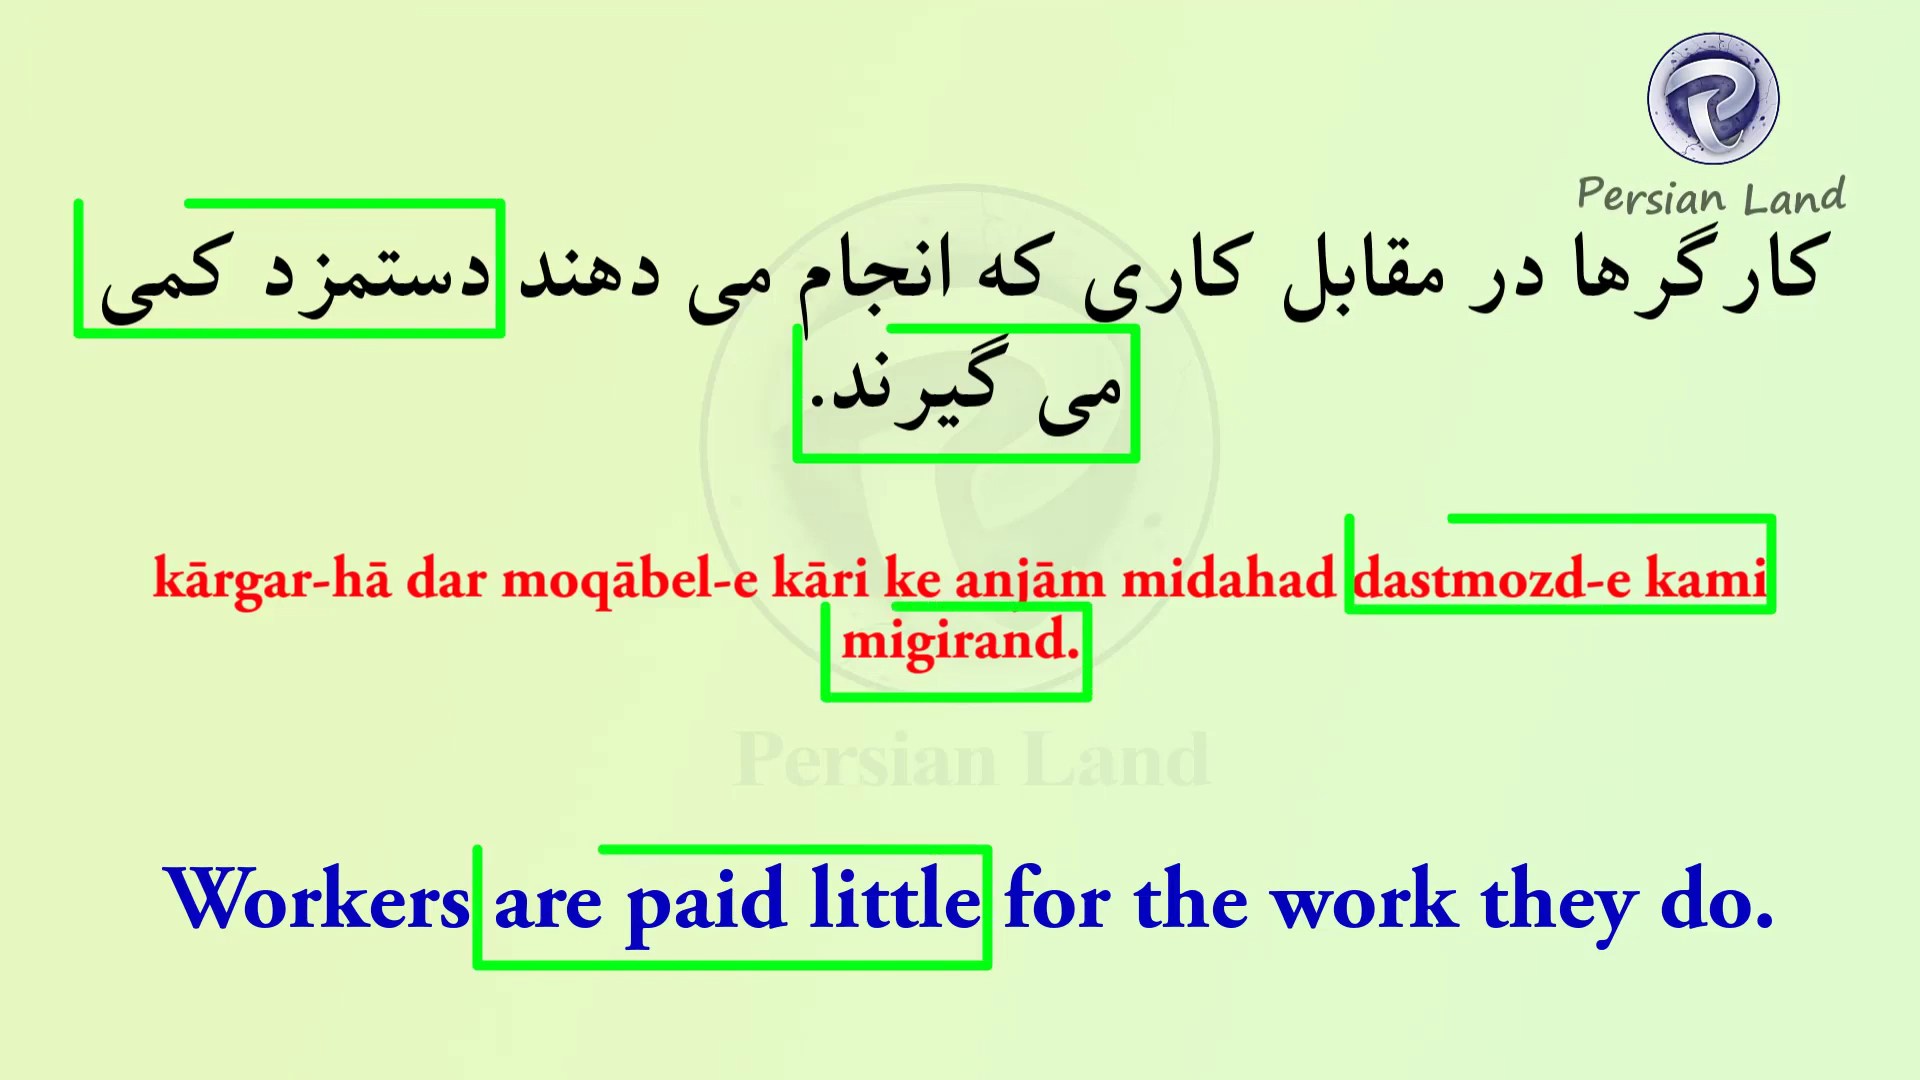 Persian Land
کارگرها در مقابل کاری که انجام می دهند دستمزد کمی
می گیرند.
kārgar-hā dar moqābel-e kāri ke anjām midahad dastmozd-e kami
migirand.
Persian Land
Workers are paid little for the work they do.